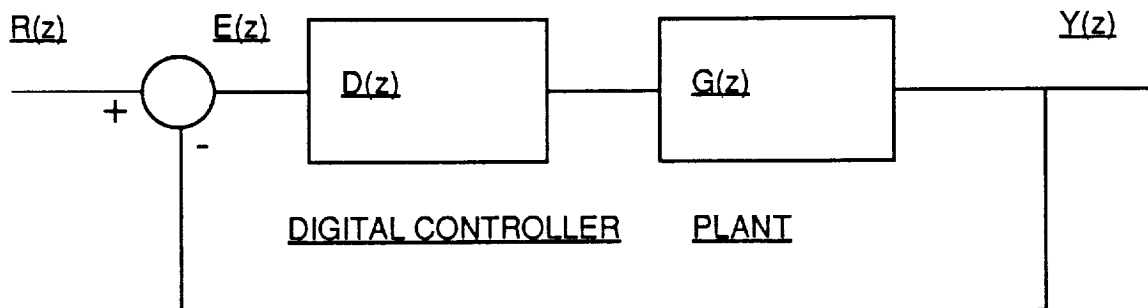 R(z) E(z) Y(z)
D(z) G(z)
+
-
DIGITAL CONTROLLER PLANT